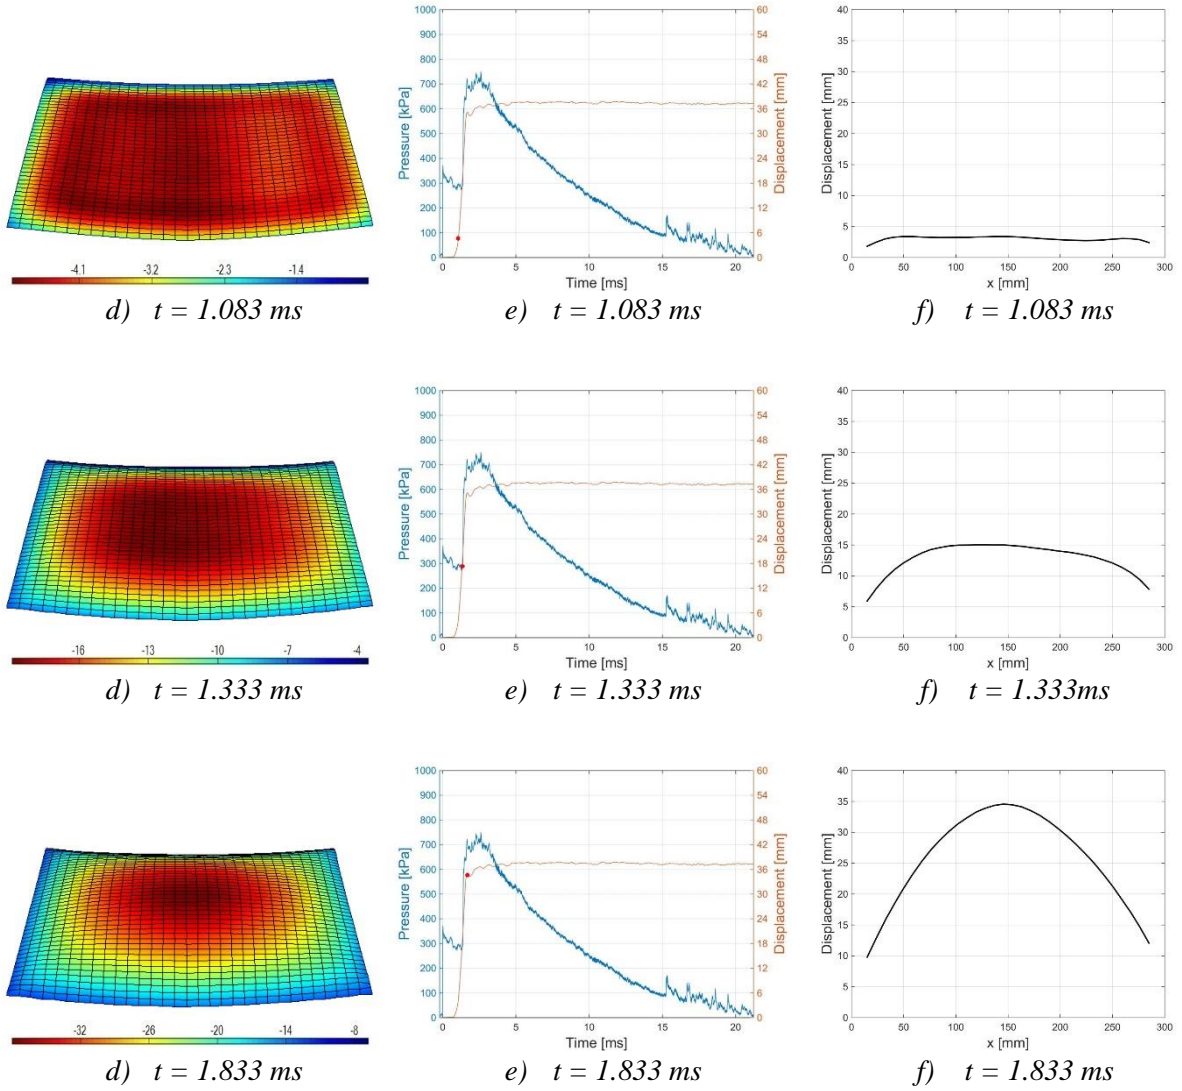 1000
900
800
700
600
500
400
300
200
100
0
Pressure [kPa]
60
54
48
42
36
30
24
18
12
6
0
Displacement [mm]
0 5 10 15 20
Time [ms]
40
35
30
25
20
15
10
5
0
Displacement [mm]
0 50 100 150 200 250 300
x [mm]
-4.1 -3.2 -2.3 -1.4
d) t = 1.083 ms
e) t = 1.083 ms
f) t = 1.083 ms
1000
900
800
700
600
500
400
300
200
100
0
Pressure [kPa]
60
54
48
42
36
30
24
18
12
6
0
Displacement [mm]
0 5 10 15 20
Time [ms]
40
35
30
25
20
15
10
5
0
Displacement [mm]
0 50 100 150 200 250 300
x [mm]
-16 -13 -10 -7 -4
d) t = 1.333 ms
e) t = 1.333 ms
f) t = 1.333ms
1000
900
800
700
600
500
400
300
200
100
0
Pressure [kPa]
60
54
48
42
36
30
24
18
12
6
0
Displacement [mm]
0 5 10 15 20
Time [ms]
40
35
30
25
20
15
10
5
0
Displacement [mm]
0 50 100 150 200 250 300
x [mm]
-32 -26 -20 -14 -8
d) t = 1.833 ms
e) t = 1.833 ms
f) t = 1.833 ms